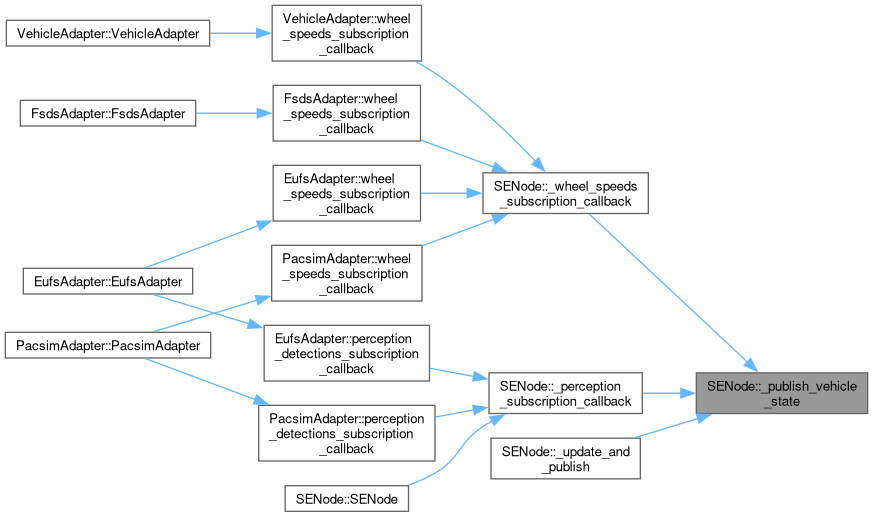 VehicleAdapter::VehicleAdapter
VehicleAdapter::wheel
_speeds_subscription
_callback
FsdsAdapter::FsdsAdapter
FsdsAdapter::wheel
_speeds_subscription
_callback
EufsAdapter::wheel
_speeds_subscription
_callback
SENode::_wheel_speeds
_subscription_callback
EufsAdapter::EufsAdapter
PacsimAdapter::wheel
_speeds_subscription
_callback
PacsimAdapter::PacsimAdapter
EufsAdapter::perception
_detections_subscription
_callback
SENode::_perception
_subscription_callback
SENode::_publish_vehicle
_state
PacsimAdapter::perception
_detections_subscription
_callback
SENode::_update_and
_publish
SENode::SENode